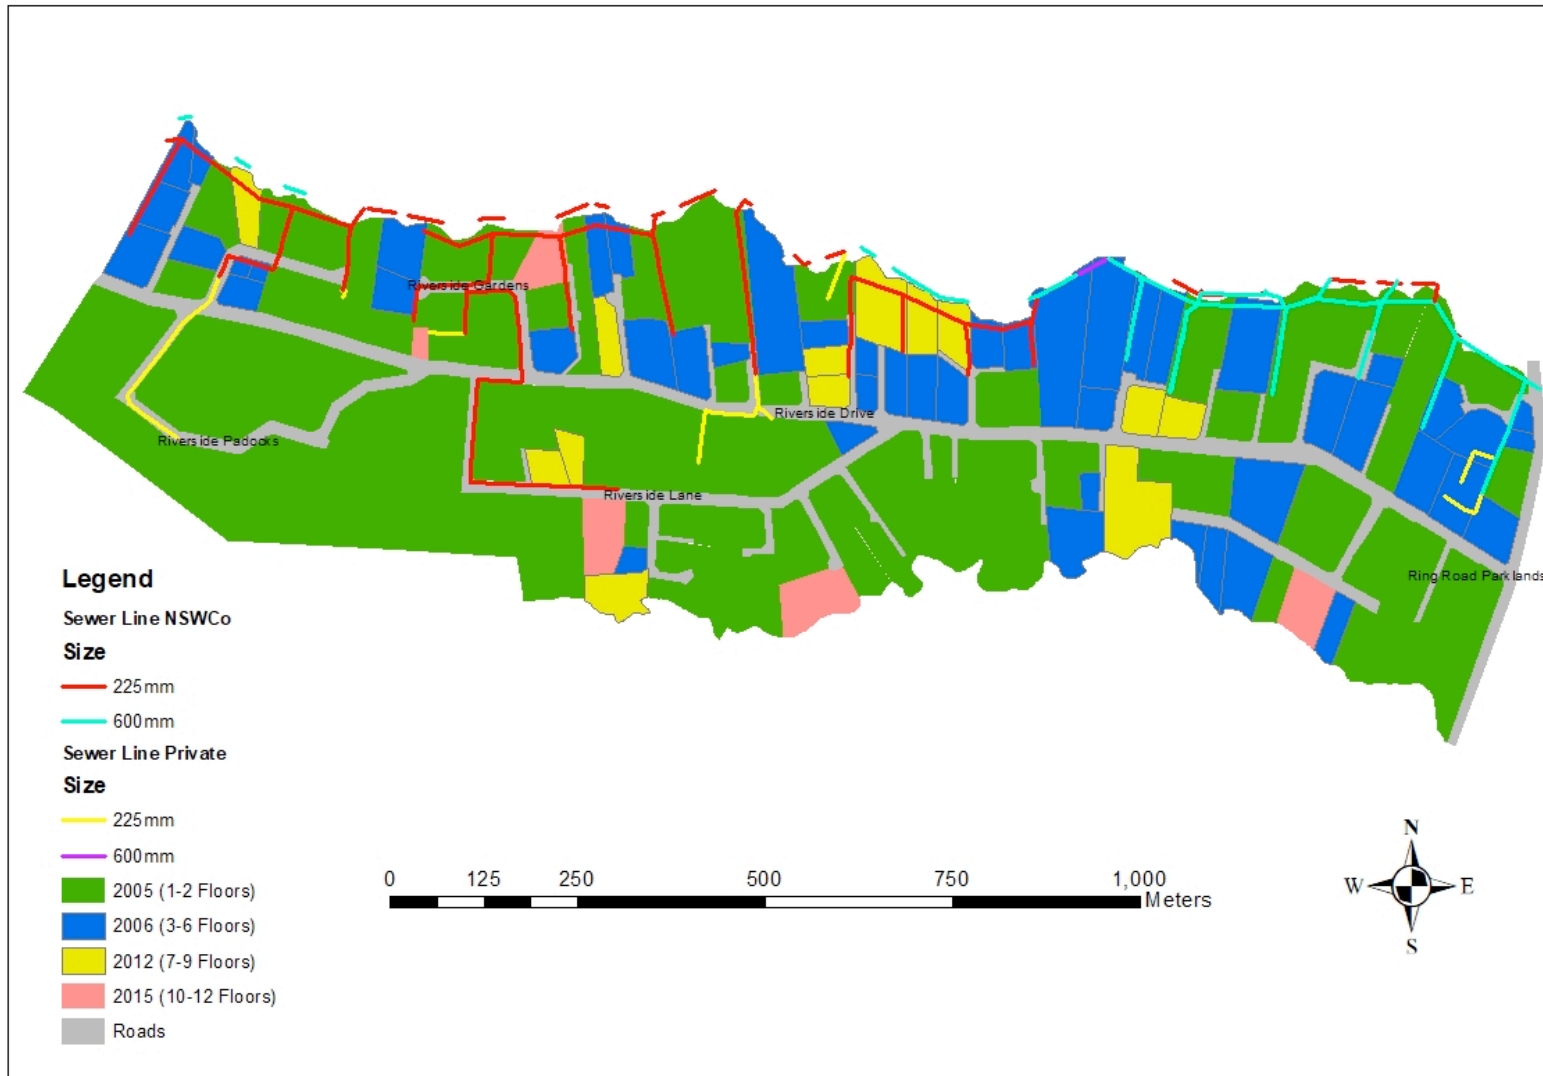 Riverside Gardens
Riverside Drive
Riverside Padocks
Riverside Lane
Ring Road Parklands
Legend
Sewer Line NSWCo
Size
225mm
600mm
Sewer Line Private
Size
225mm
600mm
2005 (1-2 Floors)
2006 (3-6 Floors)
2012 (7-9 Floors)
2015 (10-12 Floors)
Roads
0 125 250 500 750 1,000
Meters
N
W E
S